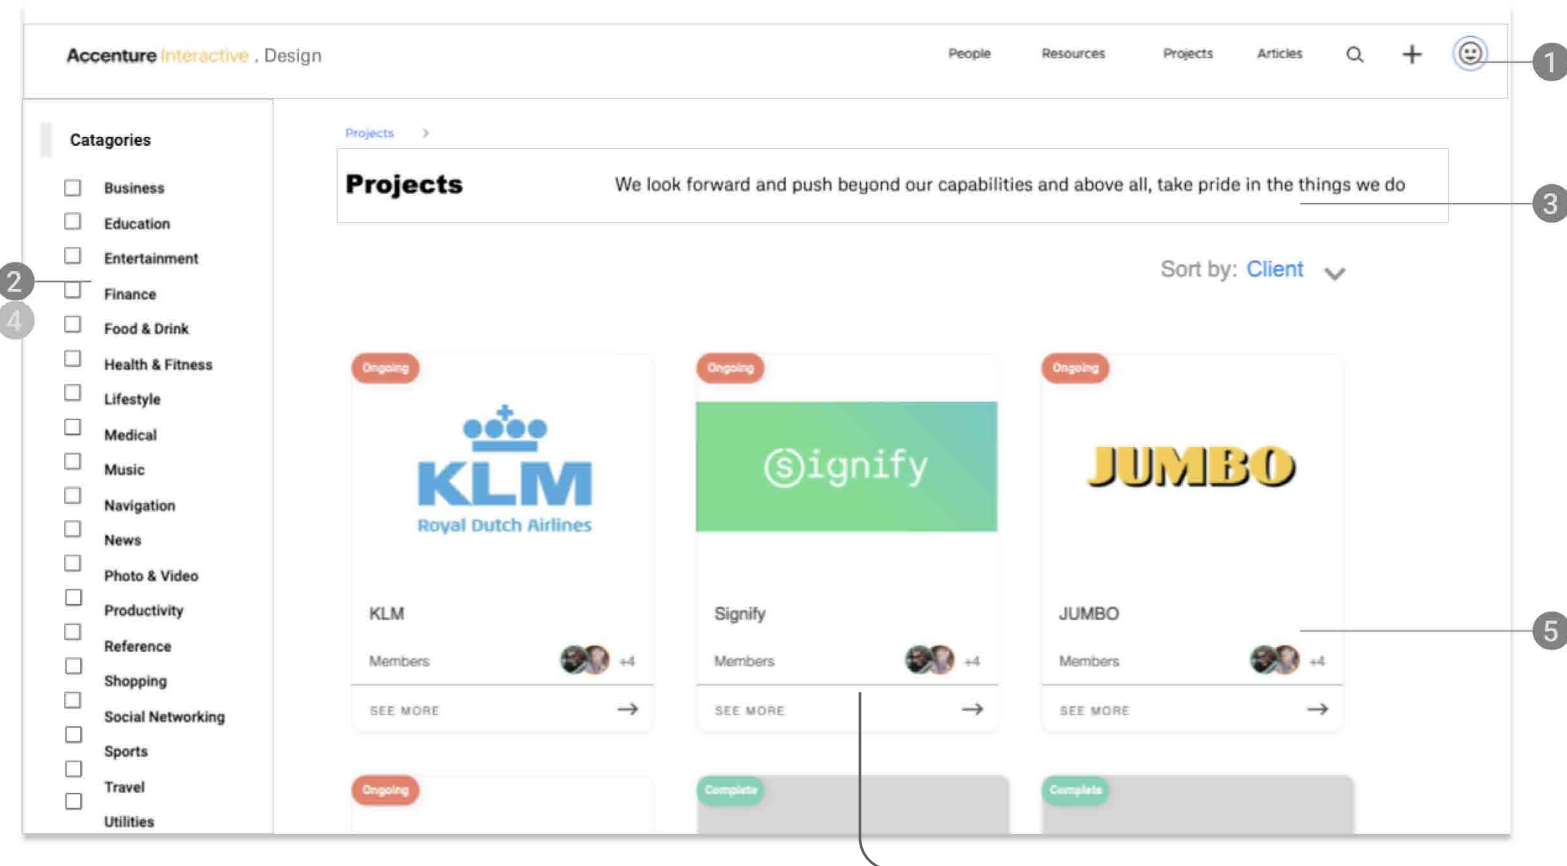 Accenture Interactive . Design
People
Resources
Projects
Articles
1
Catagories
Business
Education
Entertainment
Finance
Food & Drink
Health & Fitness
Lifestyle
Medical
Music
Navigation
News
Photo & Video
Productivity
Reference
Shopping
Social Networking
Sports
Travel
Utilities
2
4
Projects >
Projects
We look forward and push beyond our capabilities and above all, take pride in the things we do
3
Sort by: Client
Ongoing
KLM
Royal Dutch Airlines
KLM
Members
+4
SEE MORE
Ongoing
Signify
Signify
Members
+4
SEE MORE
Ongoing
JUMBO
JUMBO
Members
+4
SEE MORE
5
Ongoing
Complete
Complete